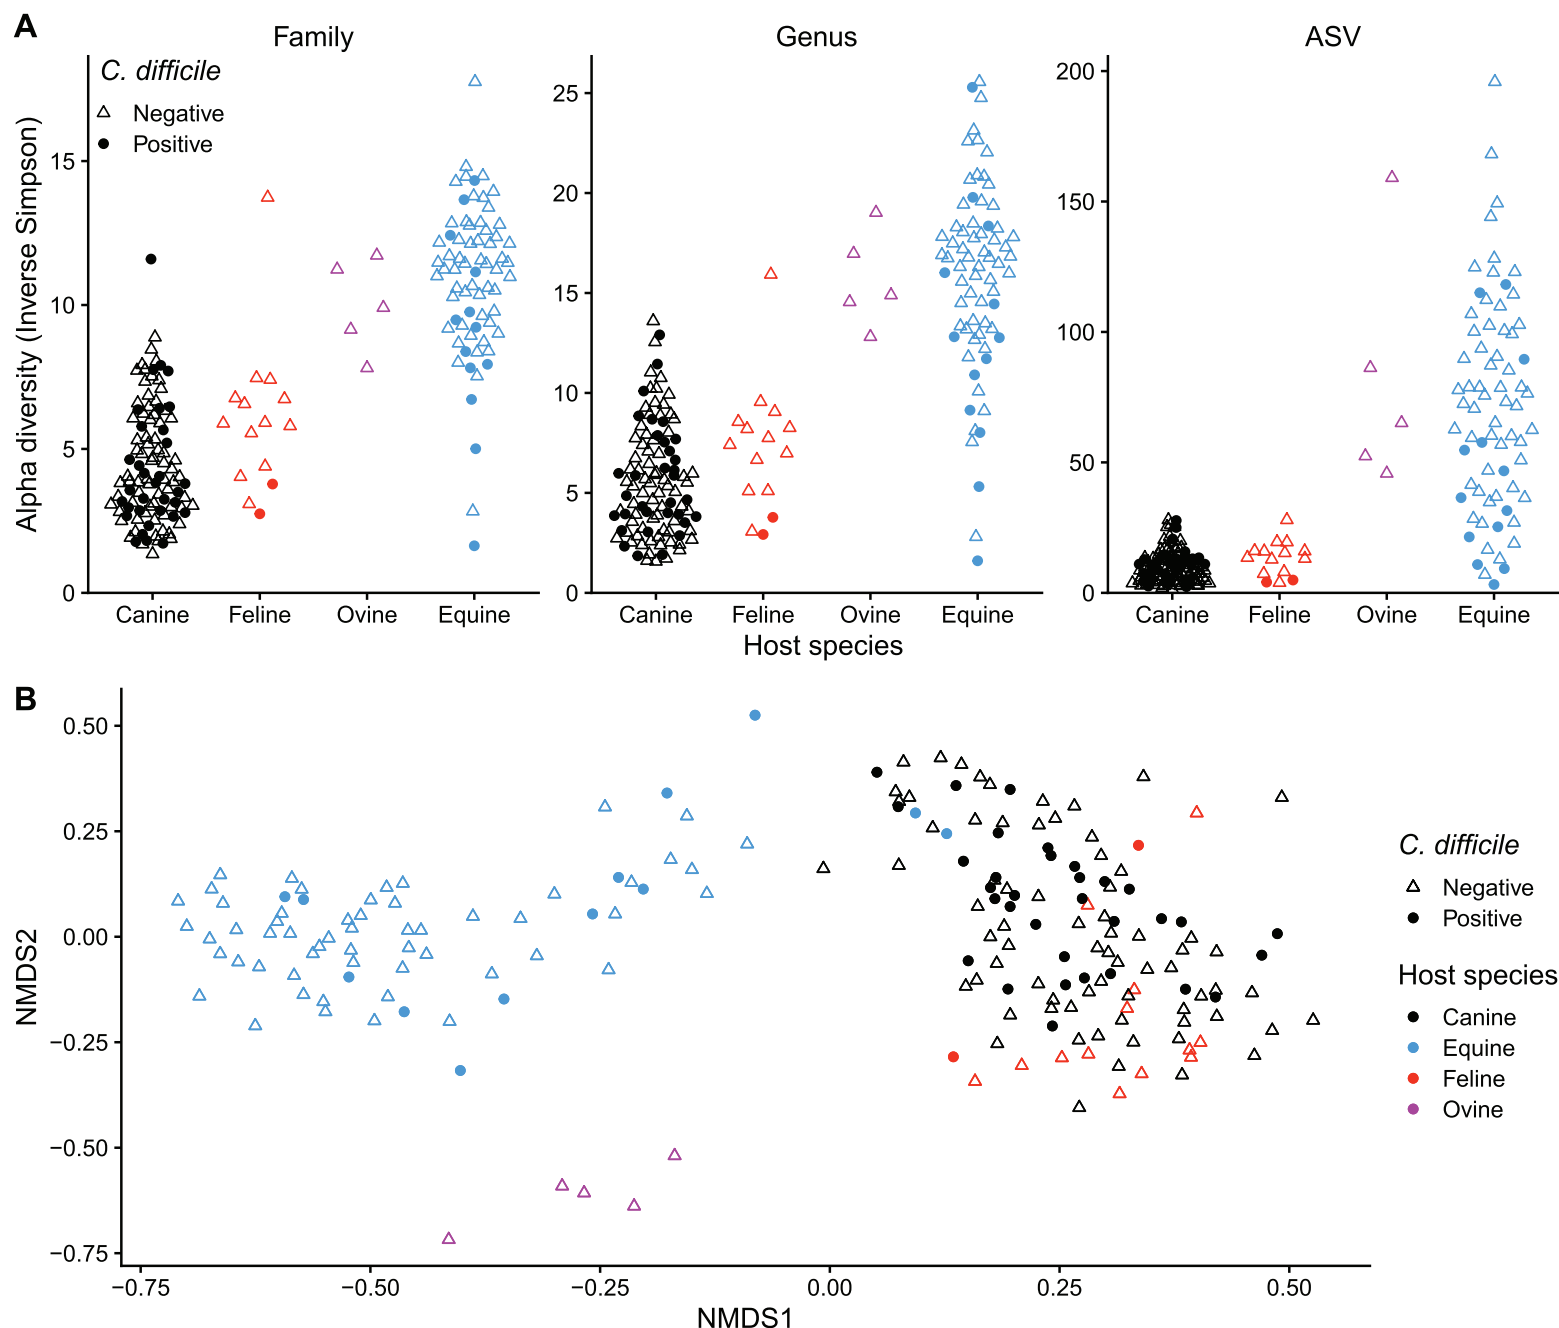 A
Family
Genus
ASV
C. difficile
Negative
Positive
Alpha diversity (Inverse Simpson)
15
10
5
0
25
20
15
10
5
0
200
150
100
50
0
Canine Feline Ovine Equine
Canine Feline Ovine Equine
Canine Feline Ovine Equine
Host species
B
NMDS2
0.50
0.25
0.00
−0.25
−0.50
−0.75
−0.75 −0.50 −0.25 0.00 0.25 0.50
NMDS1
C. difficile
Negative
Positive
Host species
Canine
Equine
Feline
Ovine